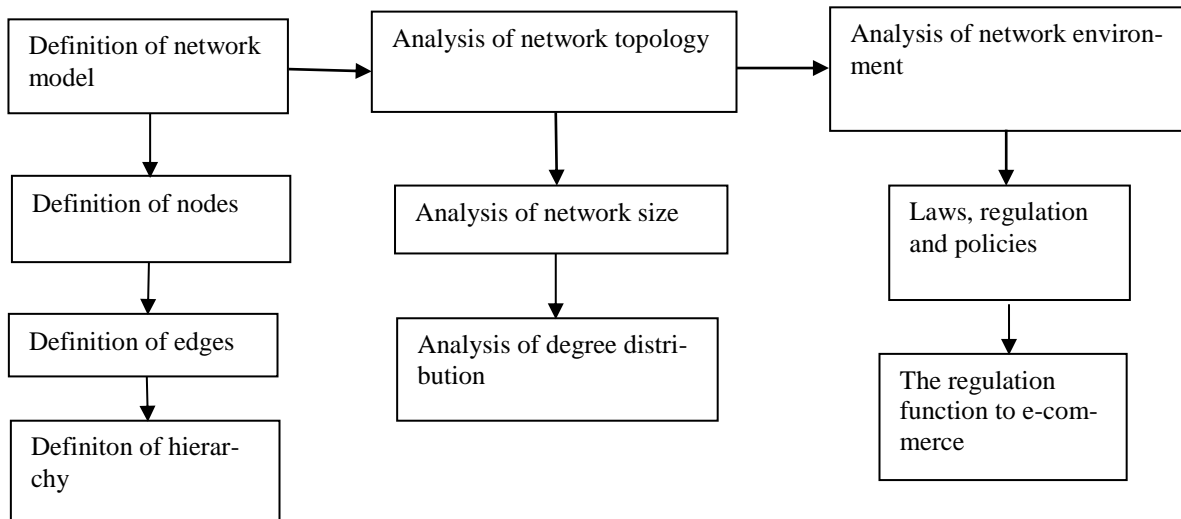 Definition of network
model
Analysis of network topology
Analysis of network environ-
ment
Definition of nodes
Analysis of network size
Laws, regulation
and policies
Definition of edges
Analysis of degree distri-
bution
The regulation
function to e-com-
merce
Definiton of hierar-
chy